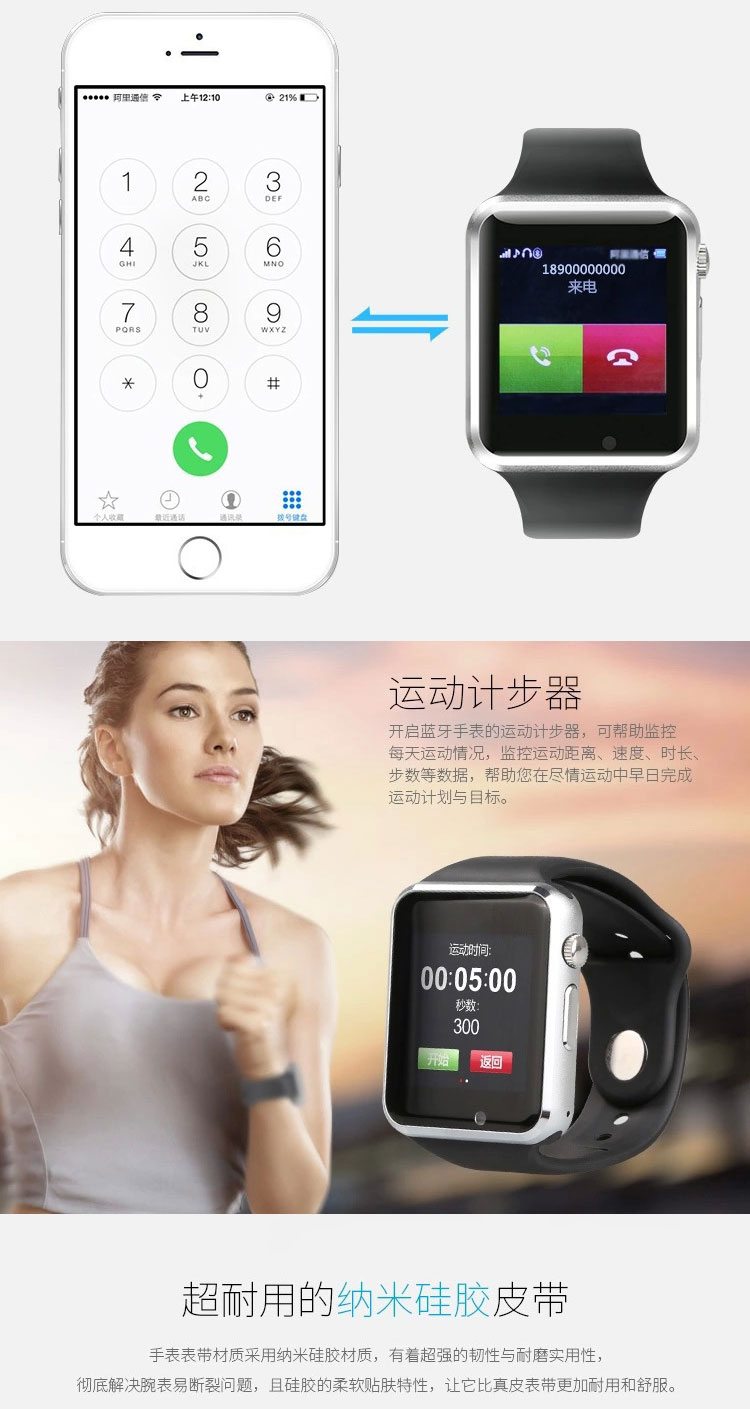 阿里通信 上午12:10 21%
1
2 ABC
3 DEF
4 GHI
5 JKL
6 MNO
7 PQRS
8 TUV
9 WXYZ
*
0 +
#
个人收藏 最近通话 通讯录 拨号键盘
18900000000
来电
运动计步器
开启蓝牙手表的运动计步器，可帮助监控
每天运动情况，监控运动距离、速度、时长、
步数等数据，帮助您在尽情运动中早日完成
运动计划与目标。
运动时间:
00:05:00
秒数:
300
开始 返回
超耐用的纳米硅胶皮带
手表表带材质采用纳米硅胶材质，有着超强的韧性与耐磨实用性，
彻底解决腕表易断裂问题，且硅胶的柔软贴肤特性，让它比真皮表带更加耐用和舒服。